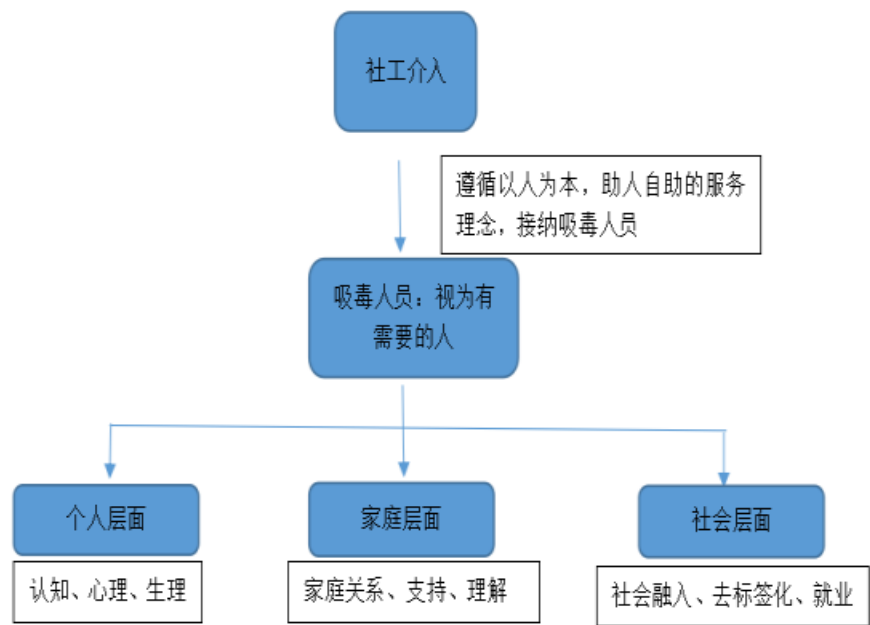 社工介入
遵循以人为本，助人自助的服务
理念，接纳吸毒人员
吸毒人员：视为有
需要的人
个人层面
家庭层面
社会层面
认知、心理、生理
家庭关系、支持、理解
社会融入、去标签化、就业